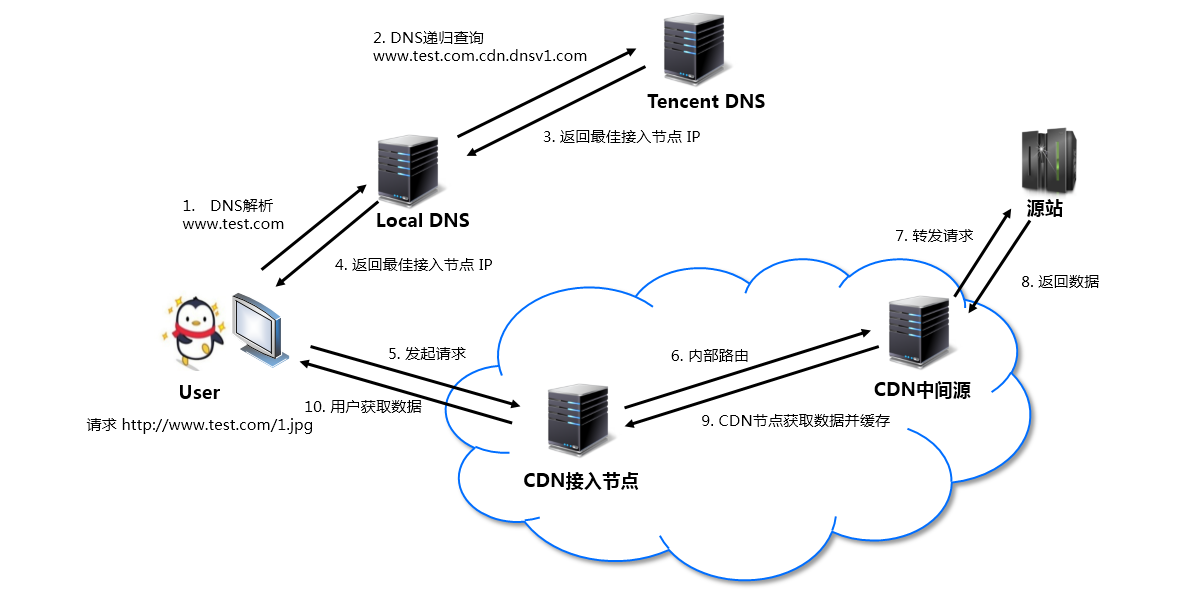 2. DNS递归查询
www.test.com.cdn.dnsv1.com
Tencent DNS
3. 返回最佳接入节点 IP
1. DNS解析
www.test.com
Local DNS
4. 返回最佳接入节点 IP
源站
7. 转发请求
8. 返回数据
5. 发起请求
6. 内部路由
User
10. 用户获取数据
CDN中间源
请求 http://www.test.com/1.jpg
9. CDN节点获取数据并缓存
CDN接入节点